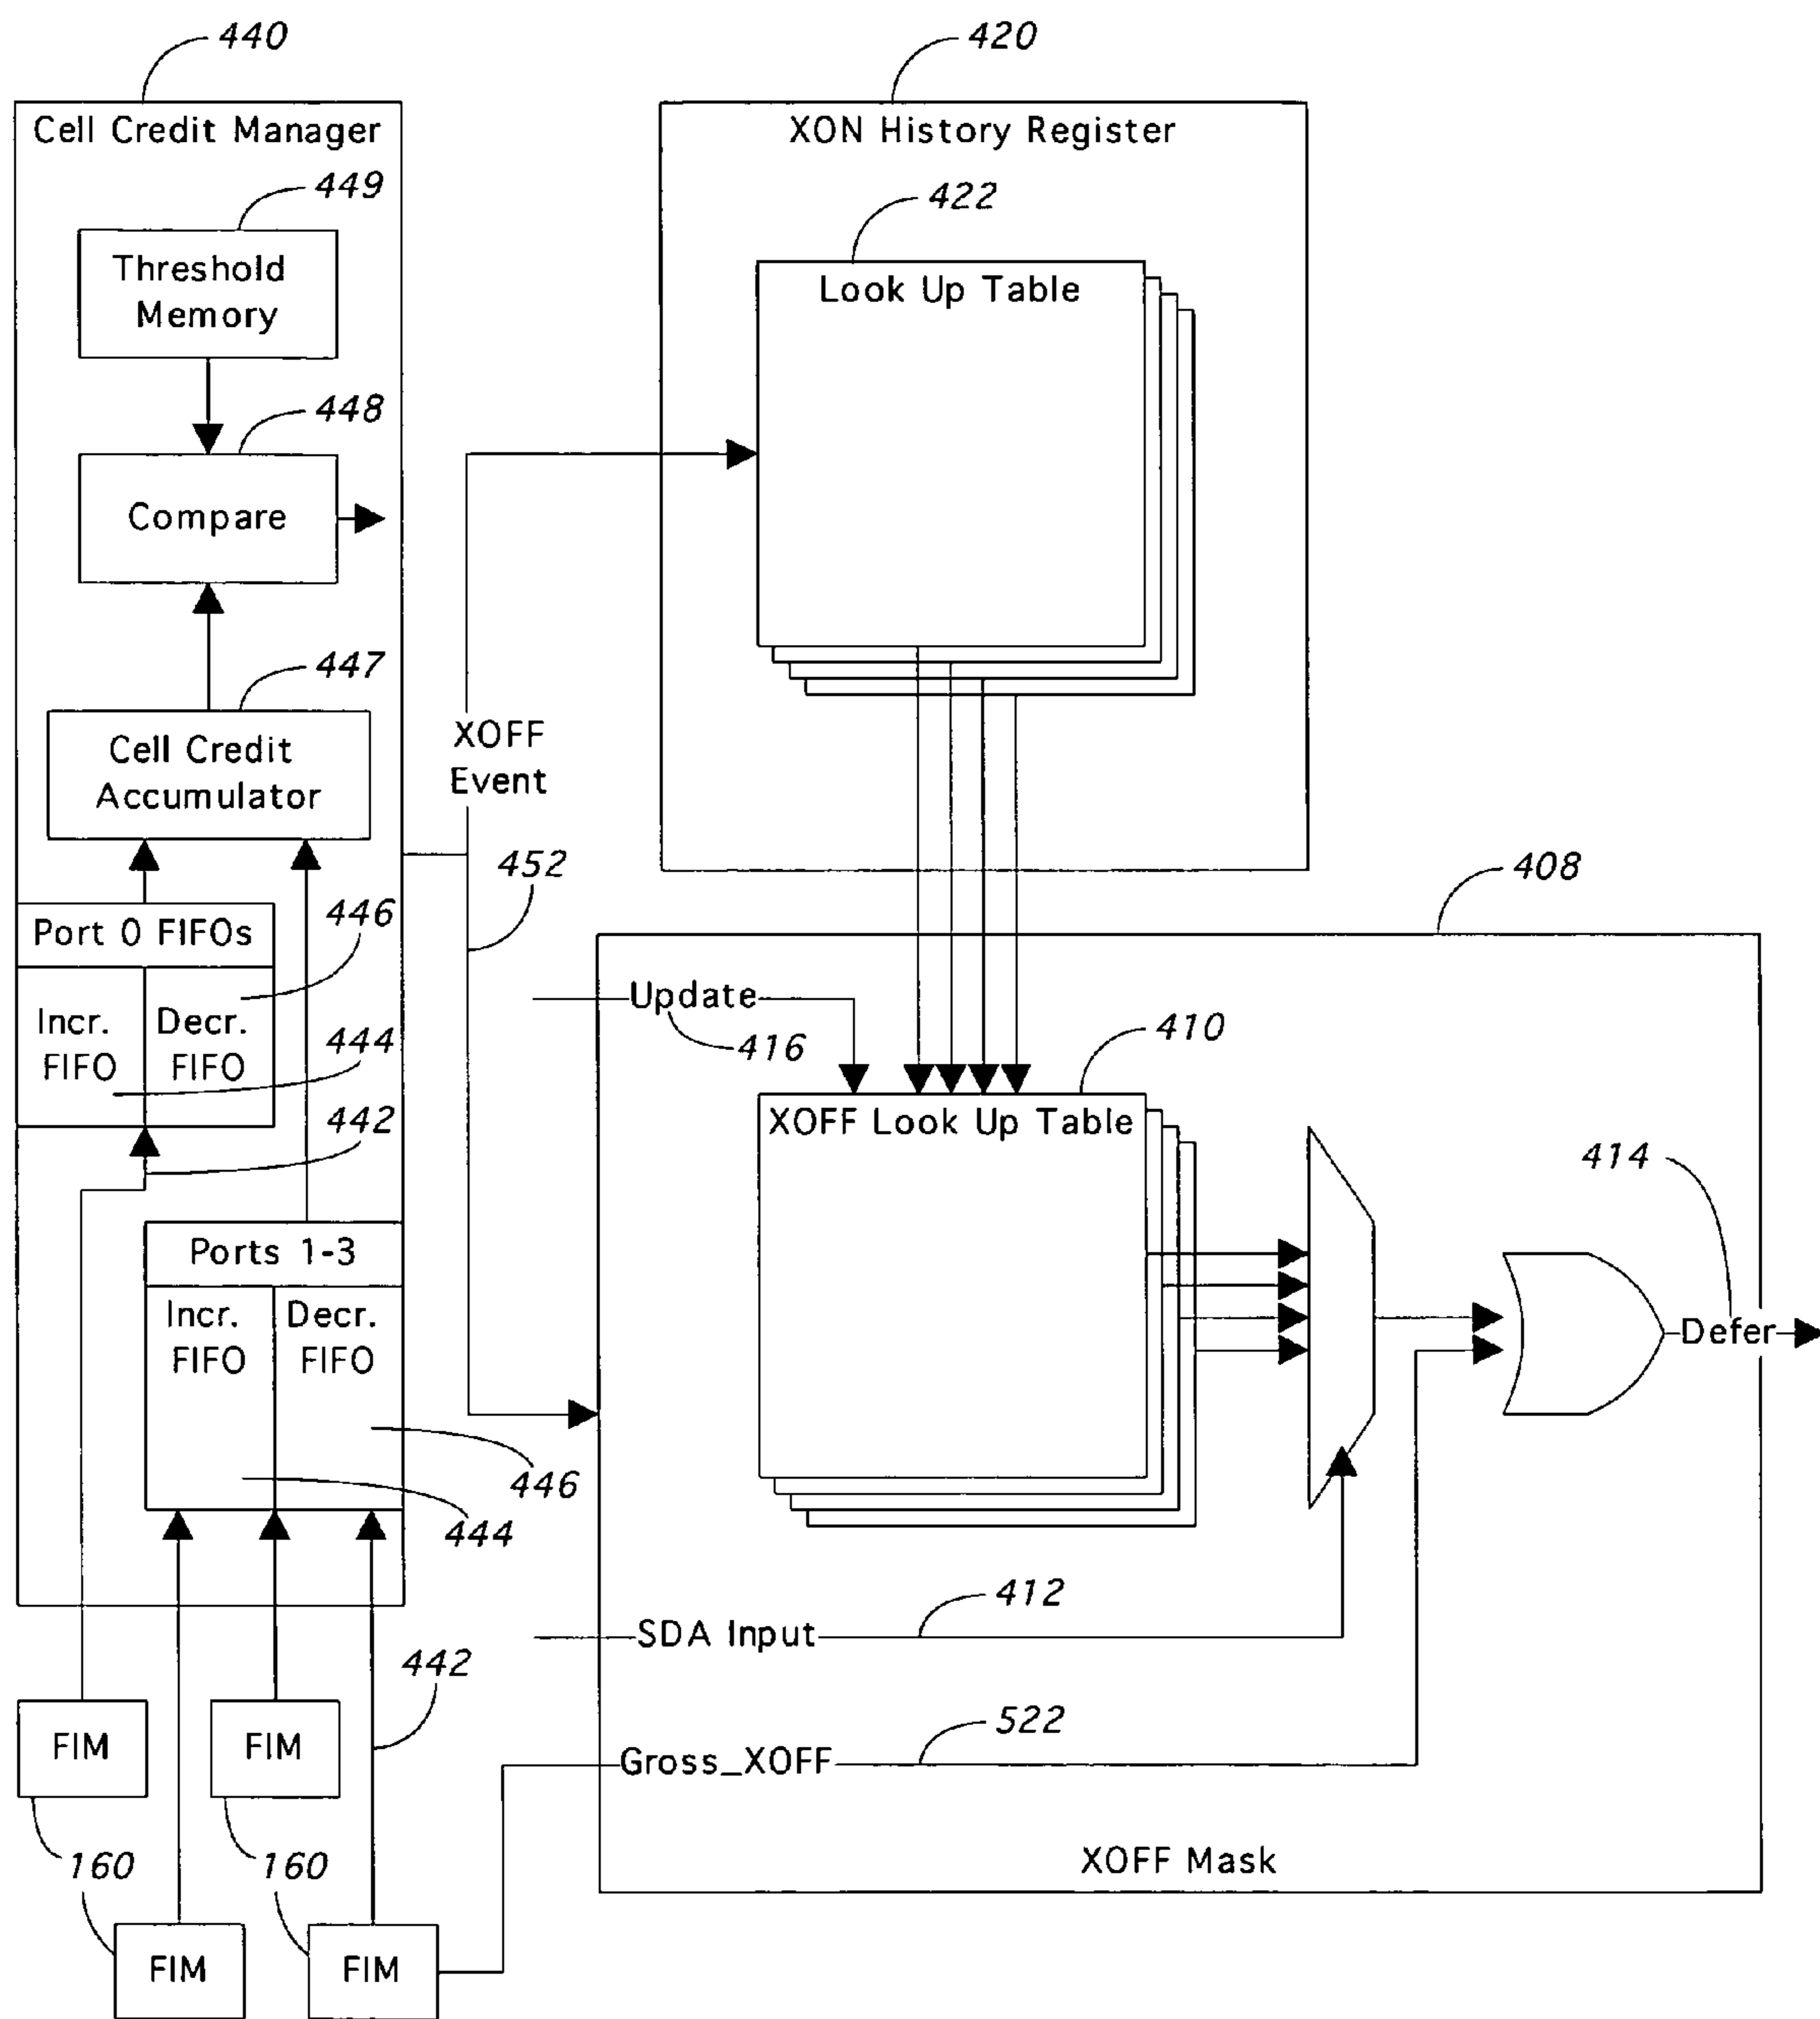 440
420
Cell Credit Manager
XON History Register
449
422
Threshold
Memory
Look Up Table
448
Compare
447
Cell Credit
Accumulator
XOFF
Event
452
408
446
Port 0 FIFOs
Incr.
FIFO
Decr.
FIFO
444
Update
416
410
442
XOFF Look Up Table
414
Ports 1-3
Incr.
FIFO
Decr.
FIFO
Defer
446
444
412
SDA Input
442
522
FIM
FIM
Gross_XOFF
160
160
XOFF Mask
FIM
FIM